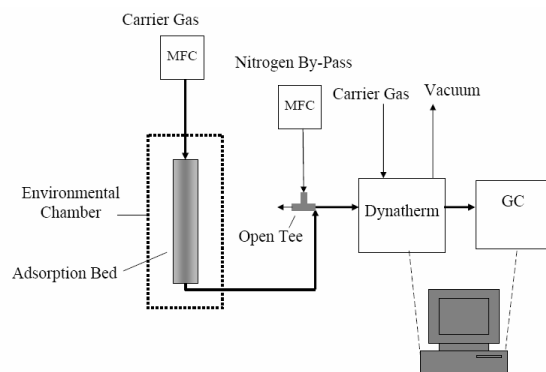 Carrier Gas
MFC
Nitrogen By-Pass
MFC
Carrier Gas
Vacuum
Environmental
Chamber
Adsorption Bed
Open Tee
Dynatherm
GC